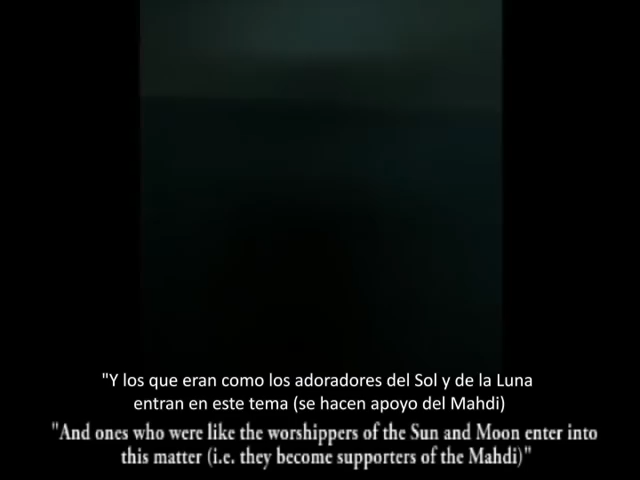 "Y los que eran como los adoradores del Sol y de la Luna
entran en este tema (se hacen apoyo del Mahdi)
"And ones who were like the worshippers of the Sun and Moon enter into
this matter (i.e. they become supporters of the Mahdi)"